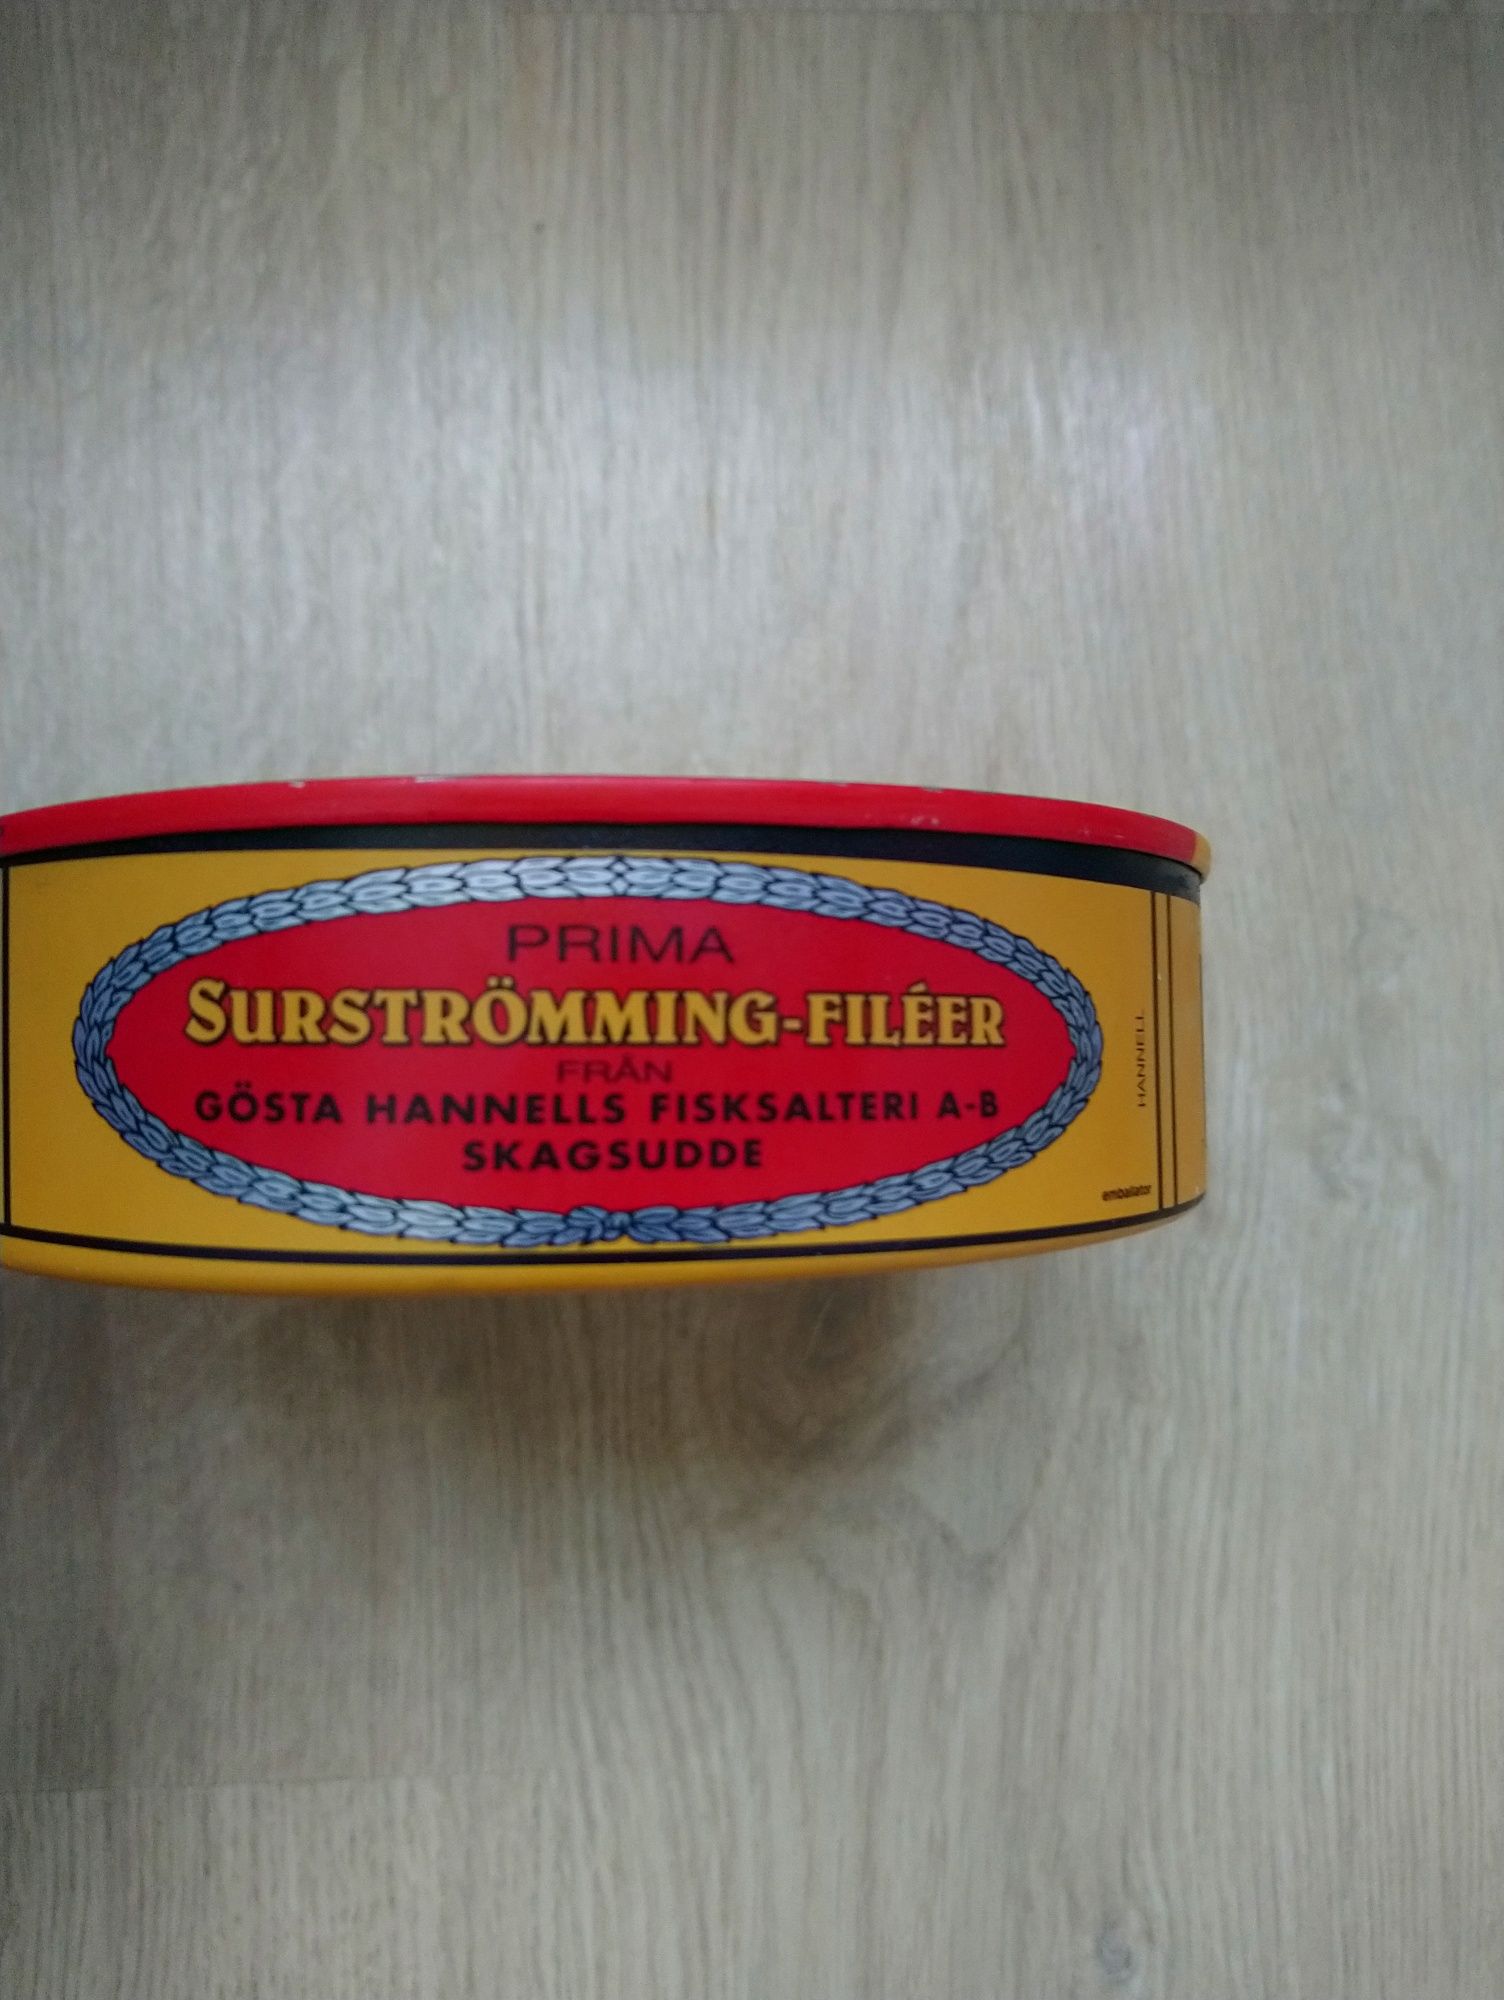 PRIMA
SURSTRÖMMING-FILÉER
FRÅN
GÖSTA HANNELLS FISKSALTERI A-B
SKAGSUDDE
HANNELL
emballator